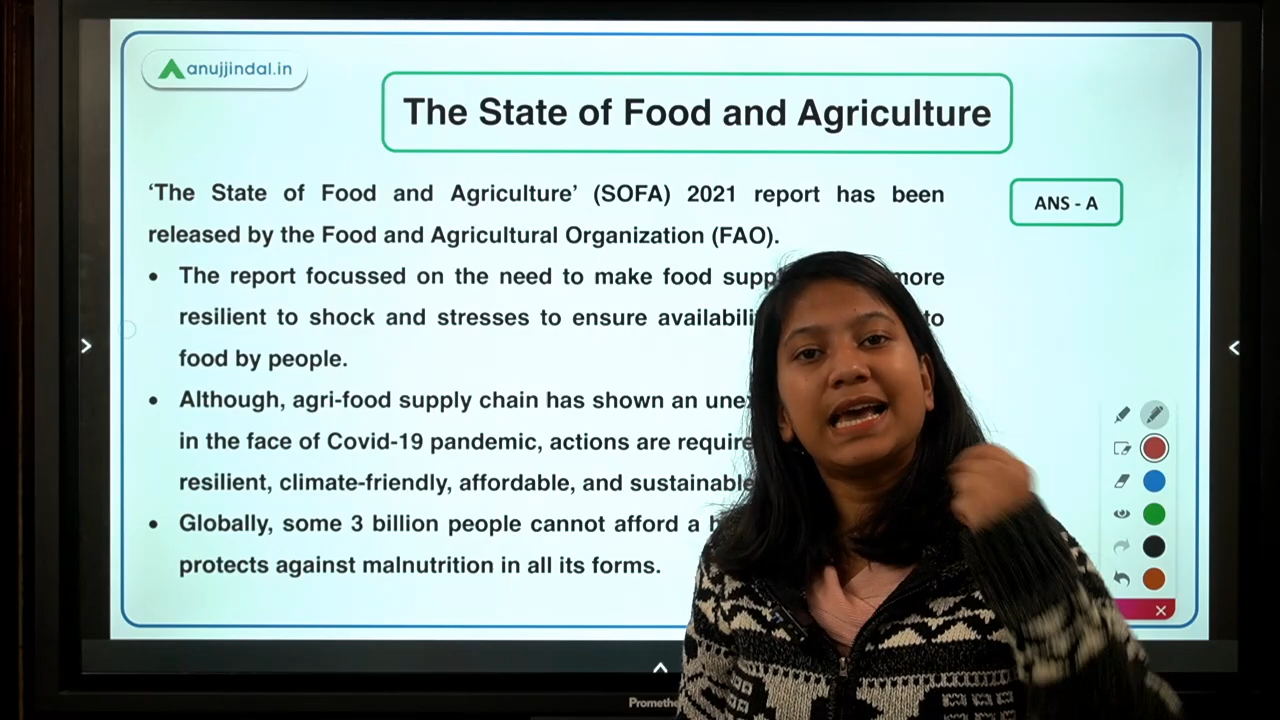 anujjindal.in
The State of Food and Agriculture
‘The State of Food and Agriculture’ (SOFA) 2021 report has been
released by the Food and Agricultural Organization (FAO).
ANS - A
• The report focussed on the need to make food more
resilient to shock and stresses to ensure to
food by people.
• Although, agri-food supply chain has shown an
in the face of Covid-19 pandemic, actions are
resilient, climate-friendly, affordable, and sustainable
• Globally, some 3 billion people cannot afford a
protects against malnutrition in all its forms.